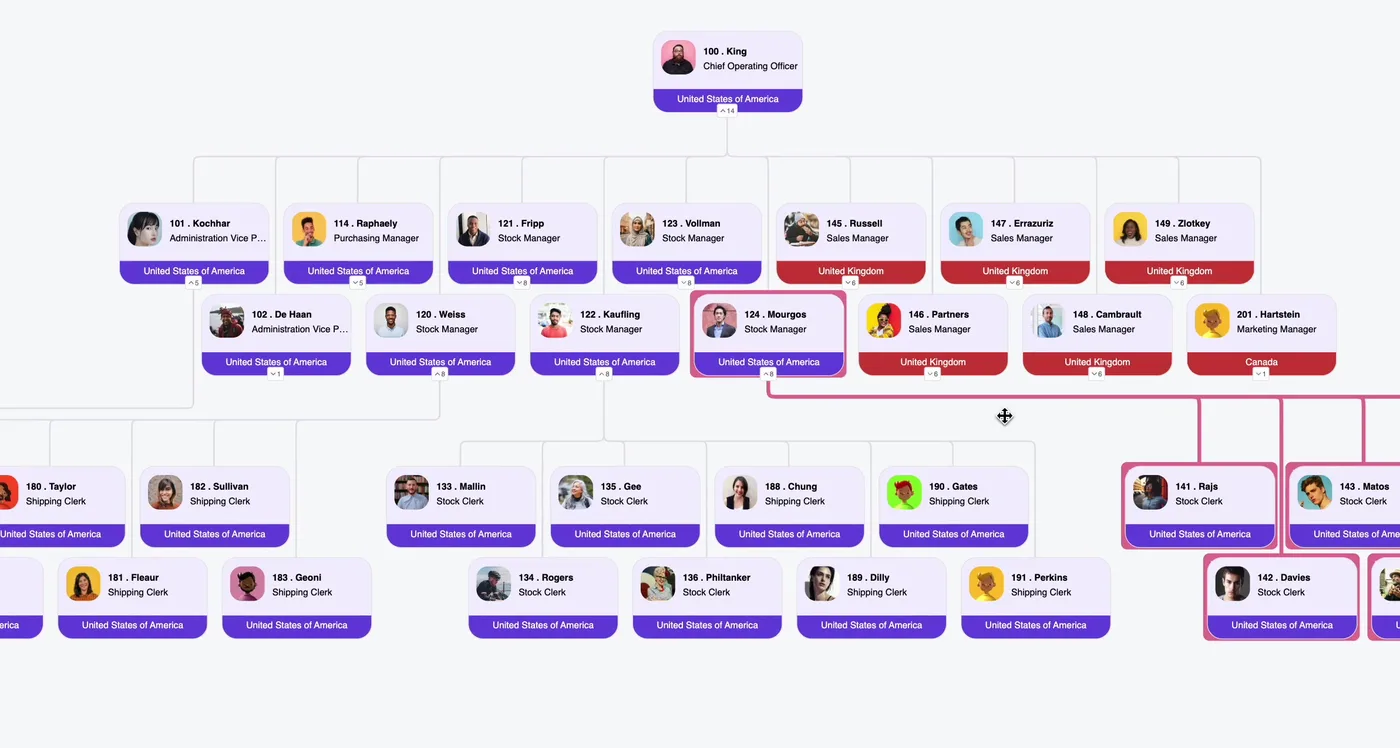 100 . King
Chief Operating Officer
United States of America
14
101 . Kochhar
Administration Vice P…
United States of America
5
114 . Raphaely
Purchasing Manager
United States of America
5
121 . Fripp
Stock Manager
United States of America
8
123 . Vollman
Stock Manager
United States of America
8
145 . Russell
Sales Manager
United Kingdom
6
147 . Errazuriz
Sales Manager
United Kingdom
6
149 . Zlotkey
Sales Manager
United Kingdom
6
102 . De Haan
Administration Vice P…
United States of America
1
120 . Weiss
Stock Manager
United States of America
8
122 . Kaufling
Stock Manager
United States of America
8
124 . Mourgos
Stock Manager
United States of America
8
146 . Partners
Sales Manager
United Kingdom
6
148 . Cambrault
Sales Manager
United Kingdom
6
201 . Hartstein
Marketing Manager
Canada
1
180 . Taylor
Shipping Clerk
United States of America
182 . Sullivan
Shipping Clerk
United States of America
133 . Mallin
Stock Clerk
United States of America
135 . Gee
Stock Clerk
United States of America
188 . Chung
Shipping Clerk
United States of America
190 . Gates
Shipping Clerk
United States of America
141 . Rajs
Stock Clerk
United States of America
143 . Matos
Stock Clerk
United States of Ame
erica
181 . Fleaur
Shipping Clerk
United States of America
183 . Geoni
Shipping Clerk
United States of America
134 . Rogers
Stock Clerk
United States of America
136 . Philtanker
Stock Clerk
United States of America
189 . Dilly
Shipping Clerk
United States of America
191 . Perkins
Shipping Clerk
United States of America
142 . Davies
Stock Clerk
United States of America